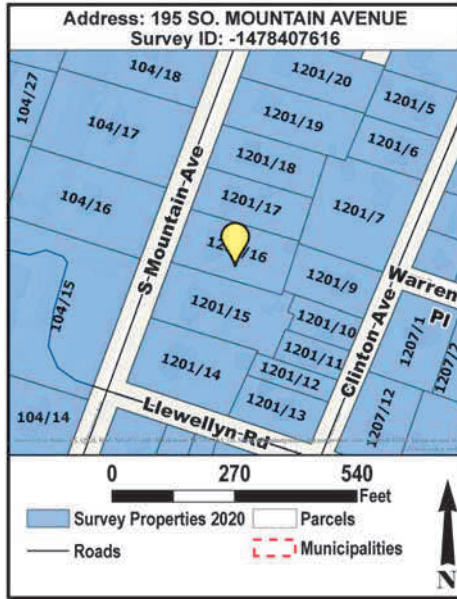 Address: 195 SO. MOUNTAIN AVENUE
Survey ID: -1478407616
104/27
104/18
1201/20
1201/5
104/17
1201/19
1201/6
1201/18
104/16
S Mountain Ave
1201/17
1201/7
1201/16
1201/9
Warren
Pl
104/15
1201/15
1201/10
Clinton Ave
1207/1
1207/2
1201/11
1201/14
1201/12
104/14
Llewellyn Rd
1201/13
1207/12
0 270 540
Feet
Survey Properties 2020
Parcels
Roads
Municipalities
N